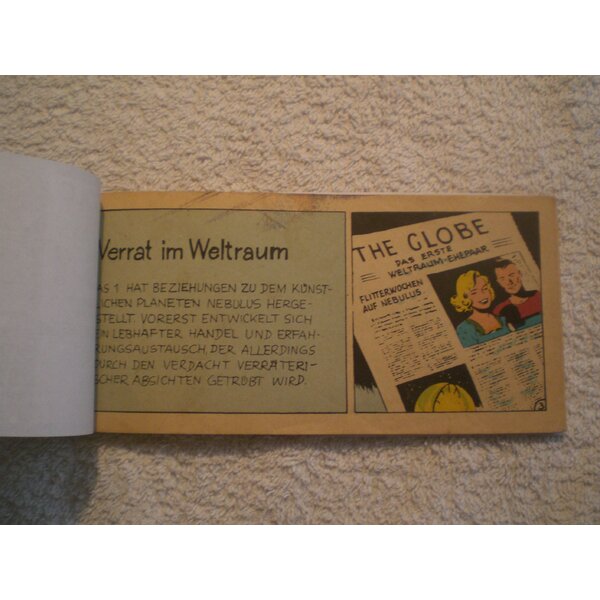 Verrat im Weltraum
AS 1 HAT BEZIEHUNGEN ZU DEM KÜNST-
LICHEN PLANETEN NEBULUS HERGE-
STELLT. VORERST ENTWICKELT SICH
EIN LEBHAFTER HANDEL UND ERFAH-
RUNGSAUSTAUSCH, DER ALLERDINGS
DURCH DEN VERDACHT VERRÄTERI-
SCHER ABSICHTEN GETRÜBT WIRD.
THE GLOBE
DAS ERSTE
WELTRAUM-EHEPAAR
FLITTERWOCHEN
AUF NEBULUS
3